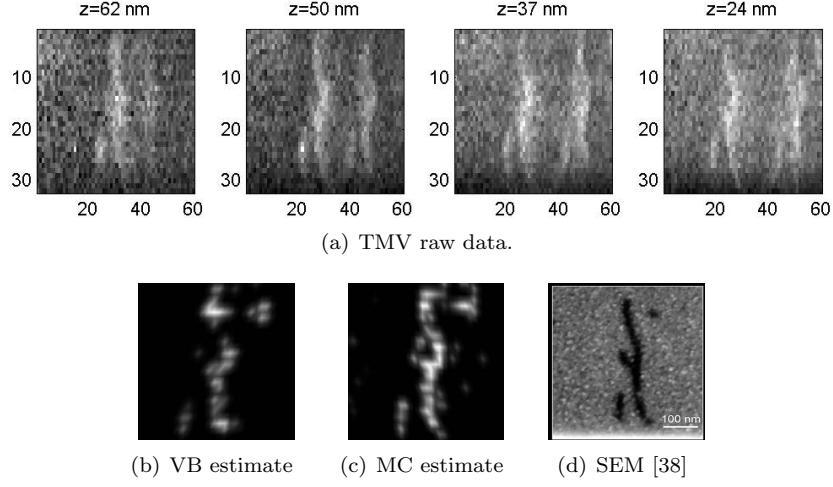 z=62 nm z=50 nm z=37 nm z=24 nm
10 10 10 10
20 20 20 20
30 30 30 30
20 40 60 20 40 60 20 40 60 20 40 60
(a) TMV raw data.
100 nm
(b) VB estimate (c) MC estimate (d) SEM [38]